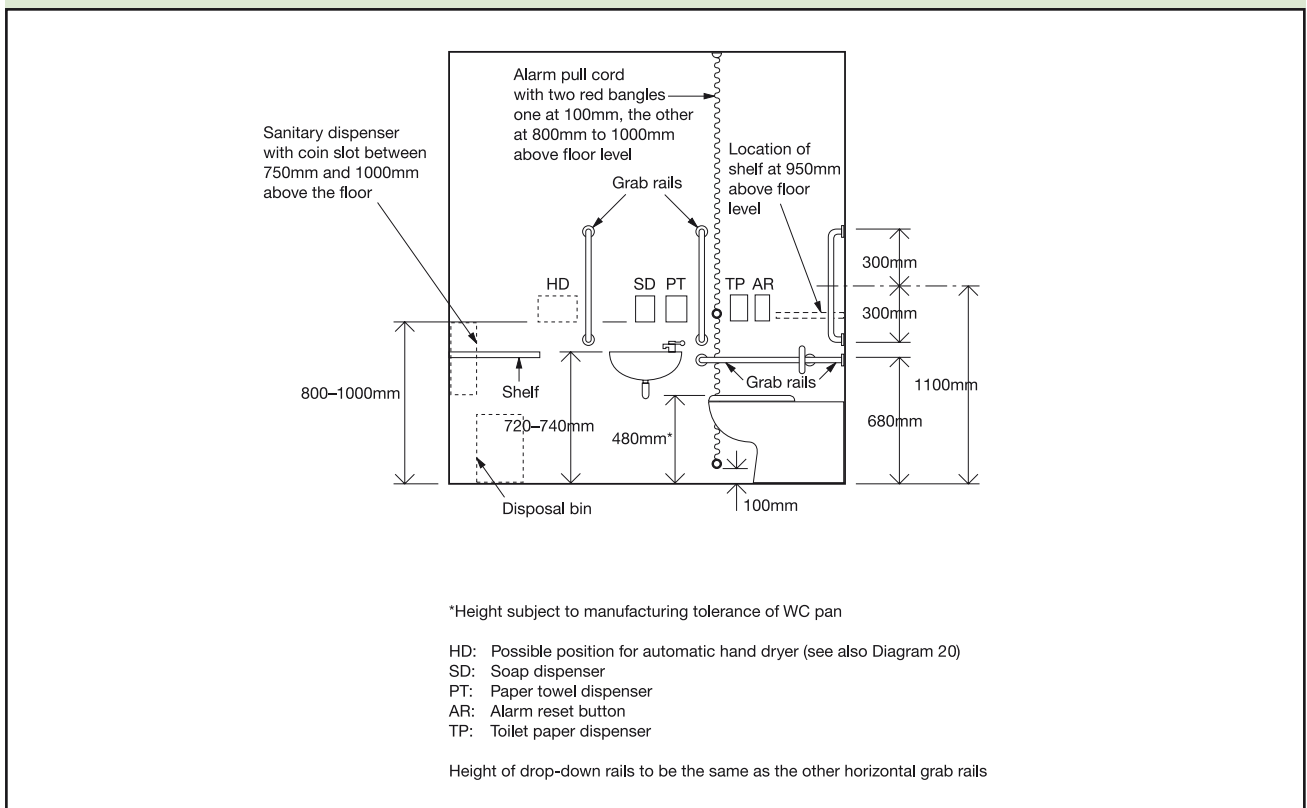 Alarm pull cord
with two red bangles
one at 100mm, the other
at 800mm to 1000mm
above floor level
Sanitary dispenser
with coin slot between
750mm and 1000mm
above the floor
Location of
shelf at 950mm
above floor
level
Grab rails
300mm
HD
SD
PT
TP
AR
300mm
Grab rails
1100mm
800–1000mm
Shelf
720–740mm
480mm*
680mm
Disposal bin
100mm
*Height subject to manufacturing tolerance of WC pan
HD: Possible position for automatic hand dryer (see also Diagram 20)
SD: Soap dispenser
PT: Paper towel dispenser
AR: Alarm reset button
TP: Toilet paper dispenser
Height of drop-down rails to be the same as the other horizontal grab rails